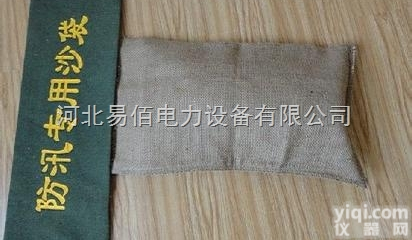 防汛专用沙袋
河北易佰电力设备有限公司
yiqi.com
仪器网